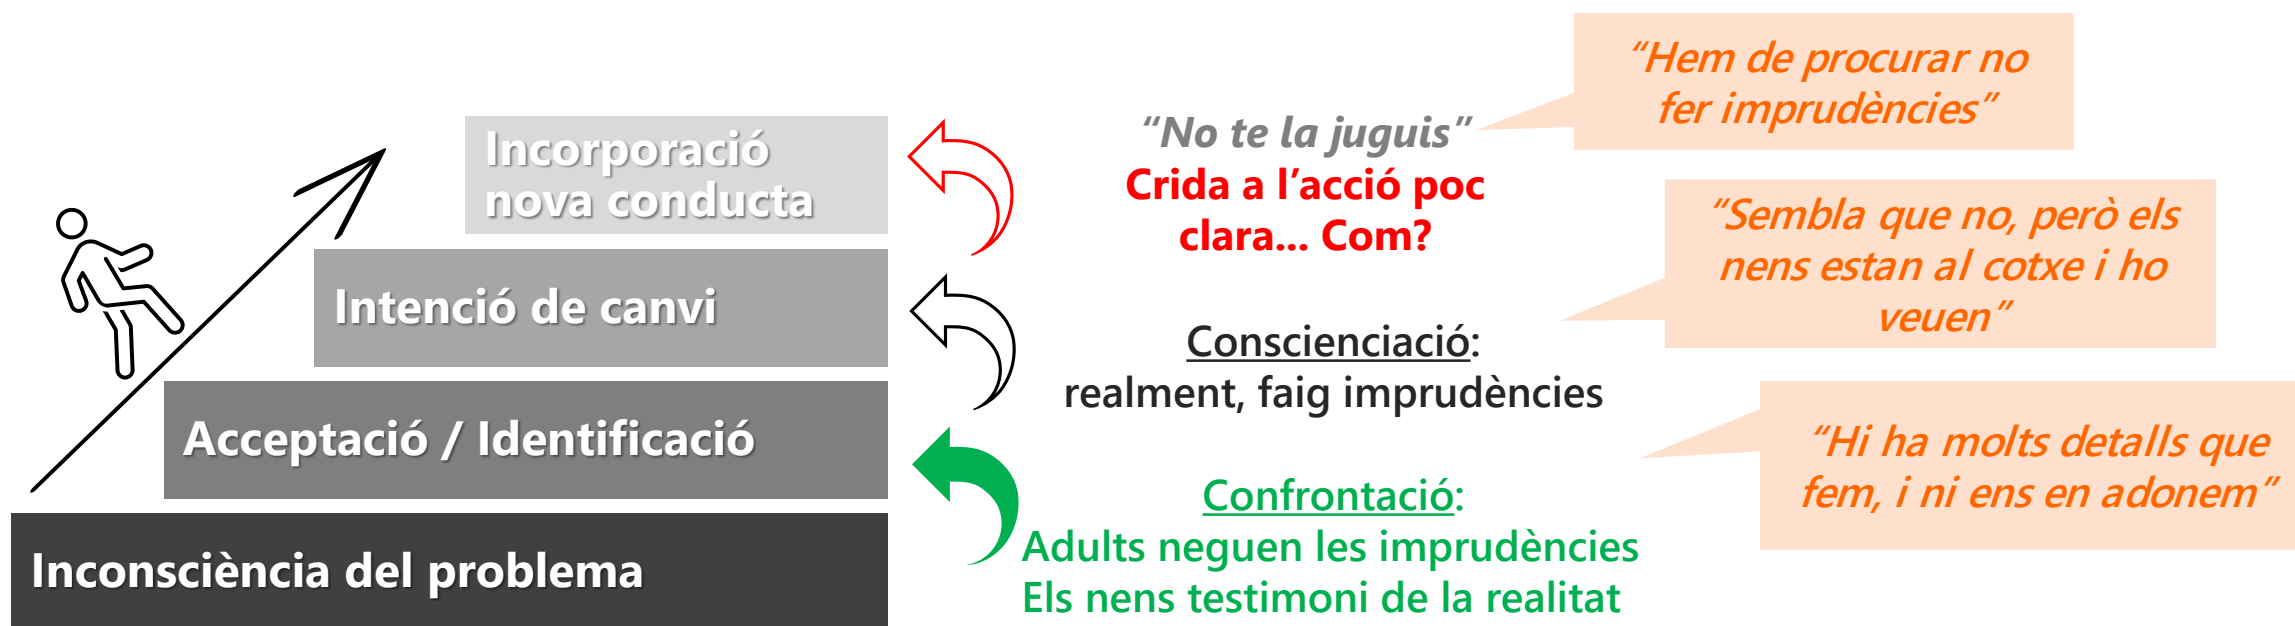 Incorporació
nova conducta
Intenció de canvi
Acceptació / Identificació
Inconsciència del problema
“No te la juguis”
Crida a l’acció poc
clara... Com?
Conscienciació:
realment, faig imprudències
Confrontació:
Adults neguen les imprudències
Els nens testimoni de la realitat
“Hem de procurar no
fer imprudències”
“Sembla que no, però els
nens estan al cotxe i ho
veuen”
“Hi ha molts detalls que
fem, i ni ens en adonem”